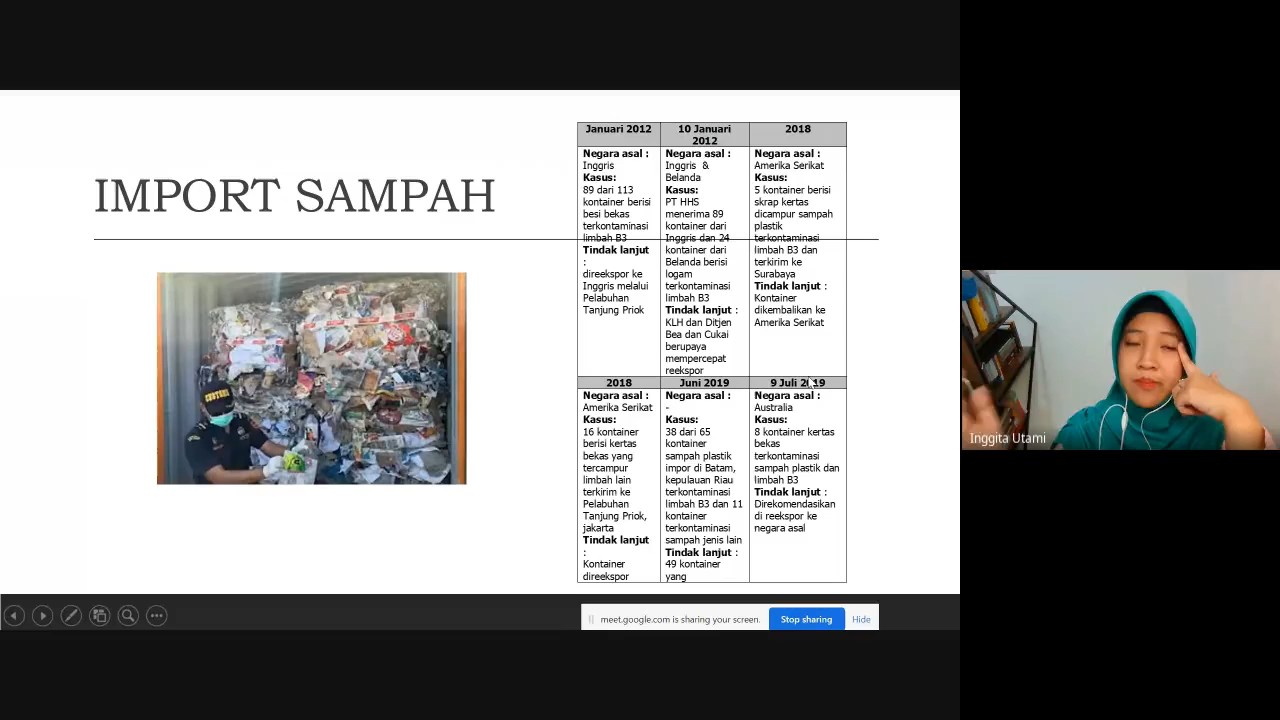 IMPORT SAMPAH
Januari 2012
Negara asal :
Inggris
Kasus:
89 dari 113
kontainer berisi
besi bekas
terkontaminasi
limbah B3
Tindak lanjut
:
direekspor ke
Inggris melalui
Pelabuhan
Tanjung Priok
10 Januari
2012
Negara asal :
Inggris &
Belanda
Kasus:
PT HHS
menerima 89
kontainer dari
Inggris dan 24
kontainer dari
Belanda berisi
logam
terkontaminasi
limbah B3
Tindak lanjut :
KLH dan Ditjen
Bea dan Cukai
berupaya
mempercepat
reekspor
2018
Negara asal :
Amerika Serikat
Kasus:
5 kontainer berisi
skrap kertas
dicampur sampah
plastik
terkontaminasi
limbah B3 dan
terkirim ke
Surabaya
Tindak lanjut :
Kontainer
dikembalikan ke
Amerika Serikat
2018
Negara asal :
Amerika Serikat
Kasus:
16 kontainer
berisi kertas
bekas yang
tercampur
limbah lain
terkirim ke
Pelabuhan
Tanjung Priok,
jakarta
Tindak lanjut
:
Kontainer
direekspor
Juni 2019
Negara asal :
-
Kasus:
38 dari 65
kontainer
sampah plastik
impor di Batam,
kepulauan Riau
terkontaminasi
limbah B3 dan 11
kontainer
terkontaminasi
sampah jenis lain
Tindak lanjut :
49 kontainer
yang
9 Juli 2019
Negara asal :
Australia
Kasus:
8 kontainer kertas
bekas
terkontaminasi
sampah plastik dan
limbah B3
Tindak lanjut :
Direkomendasikan
di reekspor ke
negara asal
CUSTOMS
meet.google.com is sharing your screen.
Stop sharing
Hide
Inggita Utami